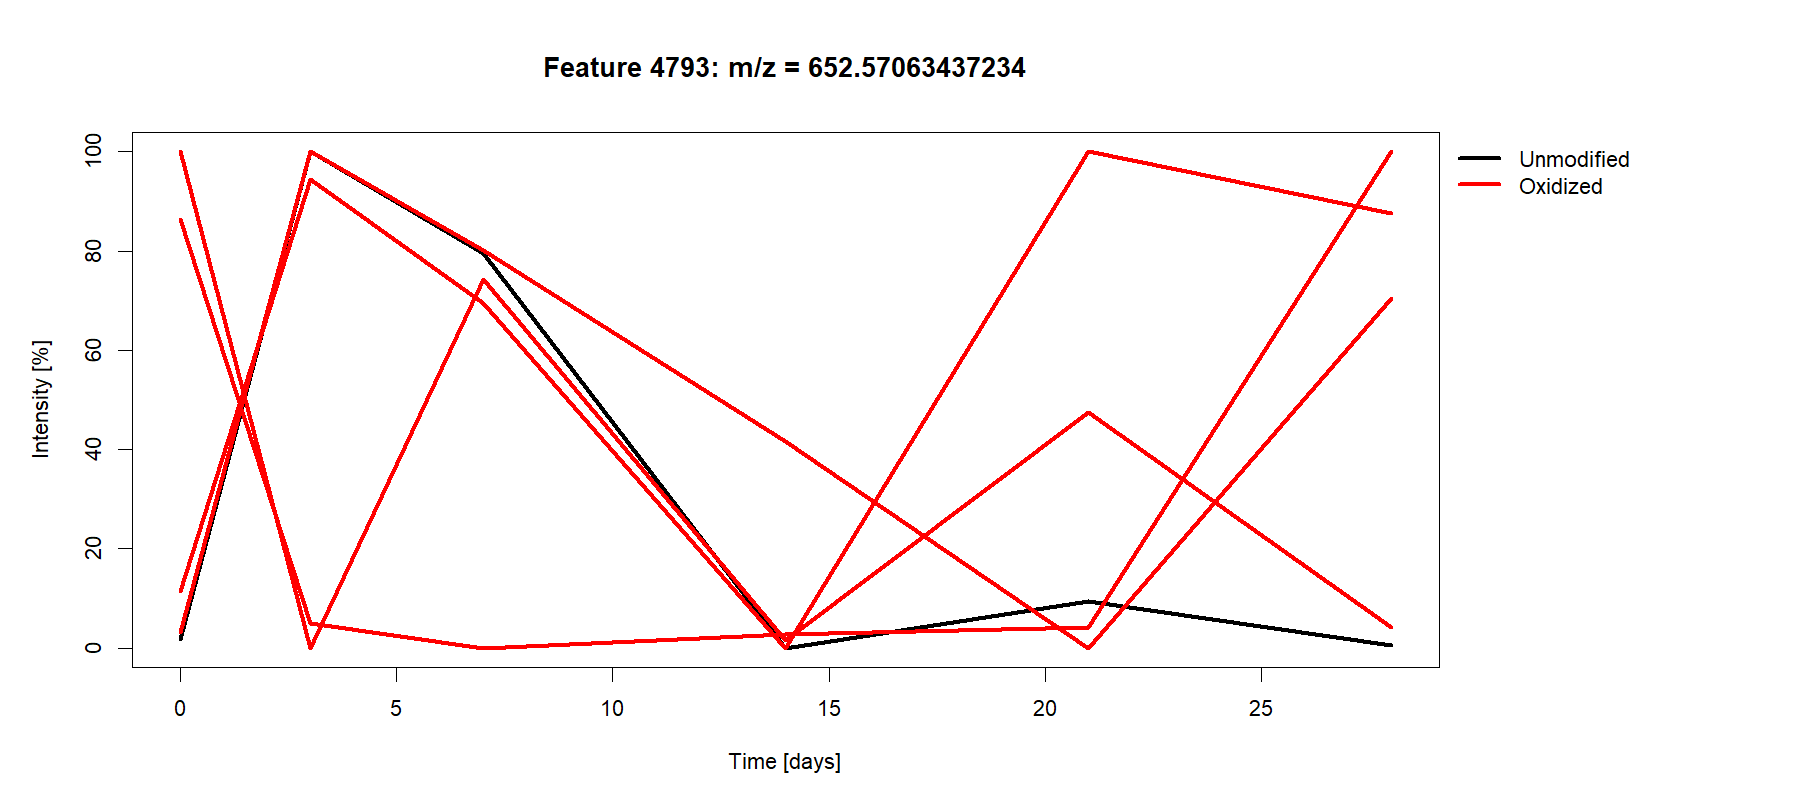 Feature 4793: m/z = 652.57063437234
Unmodified
Oxidized
100
80
60
40
20
0
Intensity [%]
0 5 10 15 20 25
Time [days]